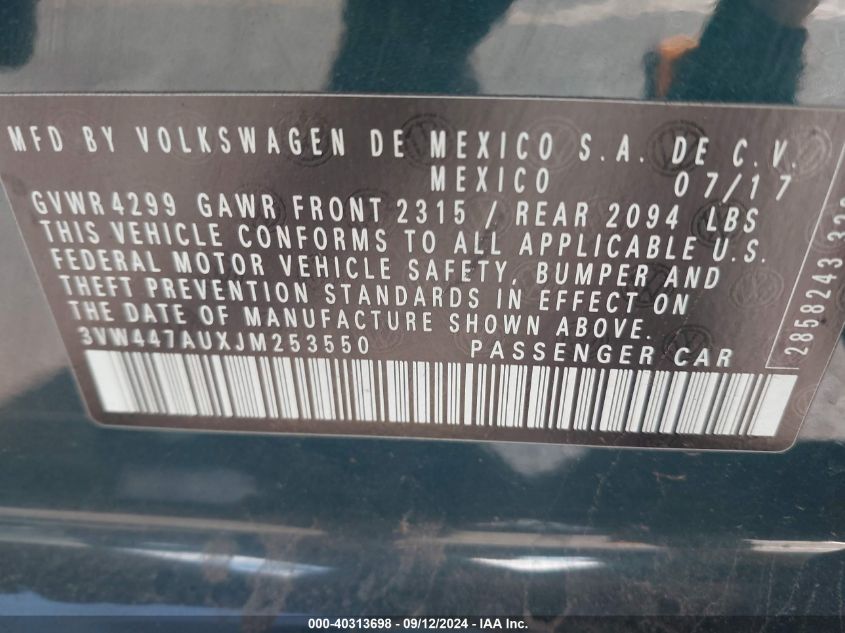 MFD BY VOLKSWAGEN DE MEXICO S.A. DE C.V.
MEXICO 07/17
GVWR 4299 GAWR FRONT 2315 / REAR 2094 LBS
THIS VEHICLE CONFORMS TO ALL APPLICABLE U.S.
FEDERAL MOTOR VEHICLE SAFETY, BUMPER AND
THEFT PREVENTION STANDARDS IN EFFECT ON
THE DATE OF MANUFACTURE SHOWN ABOVE.
3VW447AUXJM253550 PASSENGER CAR
2858243
000-40313698 - 09/12/2024 - IAA Inc.